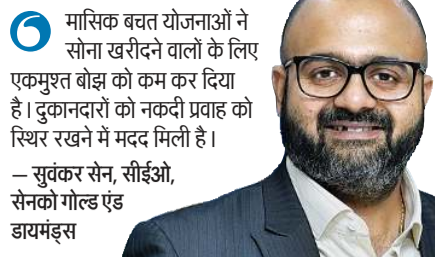 मासिक बचत योजनाओं ने
सोना खरीदने वालों के लिए
एकमुश्त बोझ को कम कर दिया
है। दुकानदारों को नकदी प्रवाह को
स्थिर रखने में मदद मिली है।
— सुवंकर सेन, सीईओ,
सेनको गोल्ड एंड
डायमंड्स